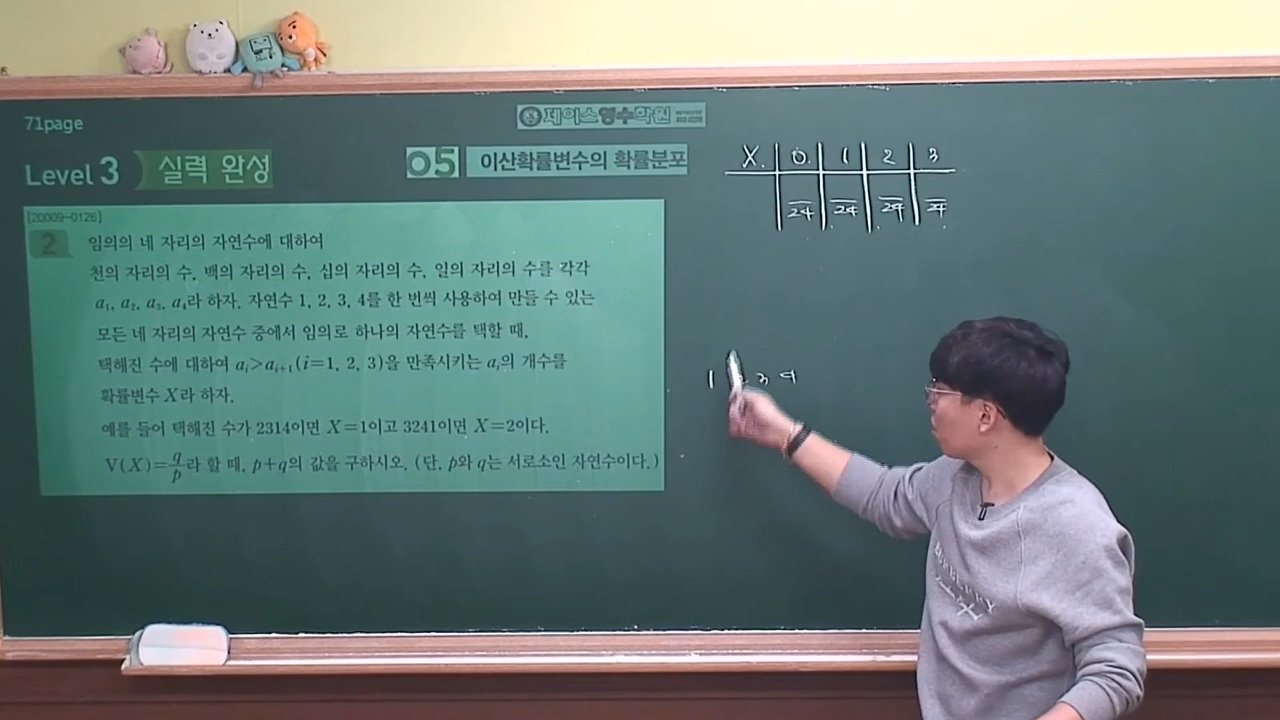 71page
제이스영수학원
Level 3 실력 완성
05 이산확률변수의 확률분포
[20009-0126]
2 임의의 네 자리의 자연수에 대하여
천의 자리의 수, 백의 자리의 수, 십의 자리의 수, 일의 자리의 수를 각각
a₁, a₂, a₃, a₄라 하자. 자연수 1, 2, 3, 4를 한 번씩 사용하여 만들 수 있는
모든 네 자리의 자연수 중에서 임의로 하나의 자연수를 택할 때,
택해진 수에 대하여 aᵢ>aᵢ₊₁(i=1, 2, 3)을 만족시키는 aᵢ의 개수를
확률변수 X라 하자.
예를 들어 택해진 수가 2314이면 X=1이고 3241이면 X=2이다.
V(X)=q/p라 할 때, p+q의 값을 구하시오. (단, p와 q는 서로소인 자연수이다.)
X. 0. 1 2 3
24 24 24 24
1 3 4